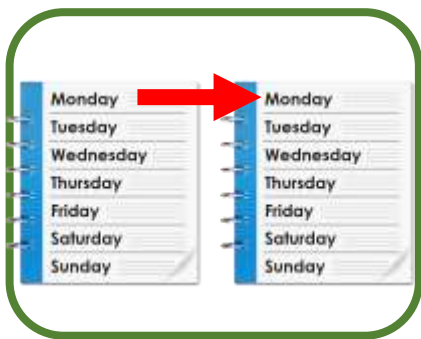 Monday
Tuesday
Wednesday
Thursday
Friday
Saturday
Sunday
Monday
Tuesday
Wednesday
Thursday
Friday
Saturday
Sunday